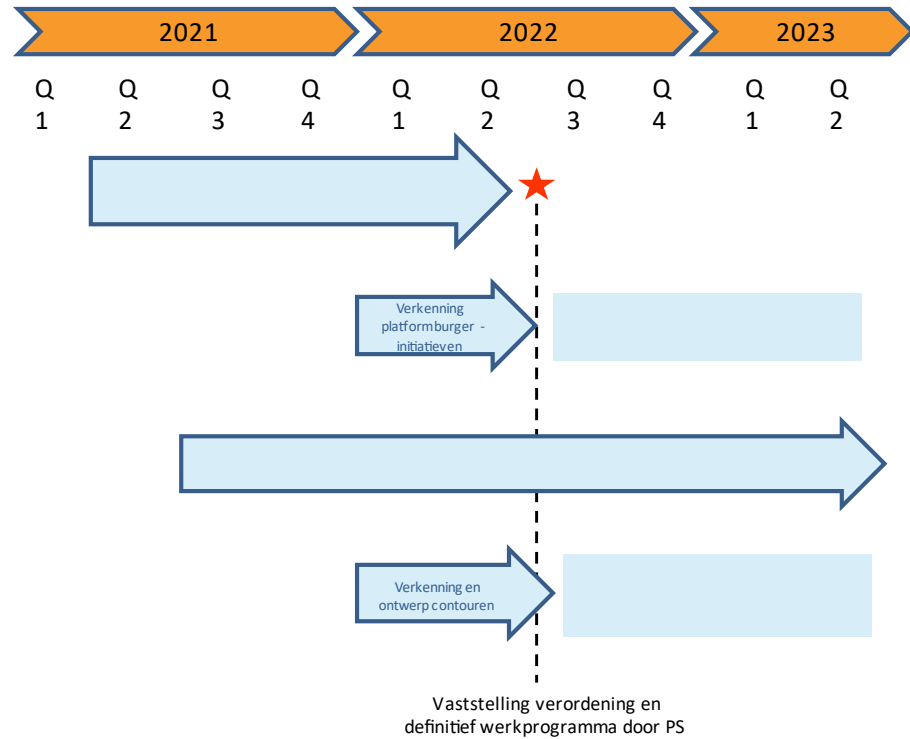 2021 2022 2023
Q Q Q Q Q Q Q Q Q Q
1 2 3 4 1 2 3 4 1 2
Verkenning
platformburger -
initiatieven
Verkenning en
ontwerp contouren
Vaststelling verordening en
definitief werkprogramma door PS